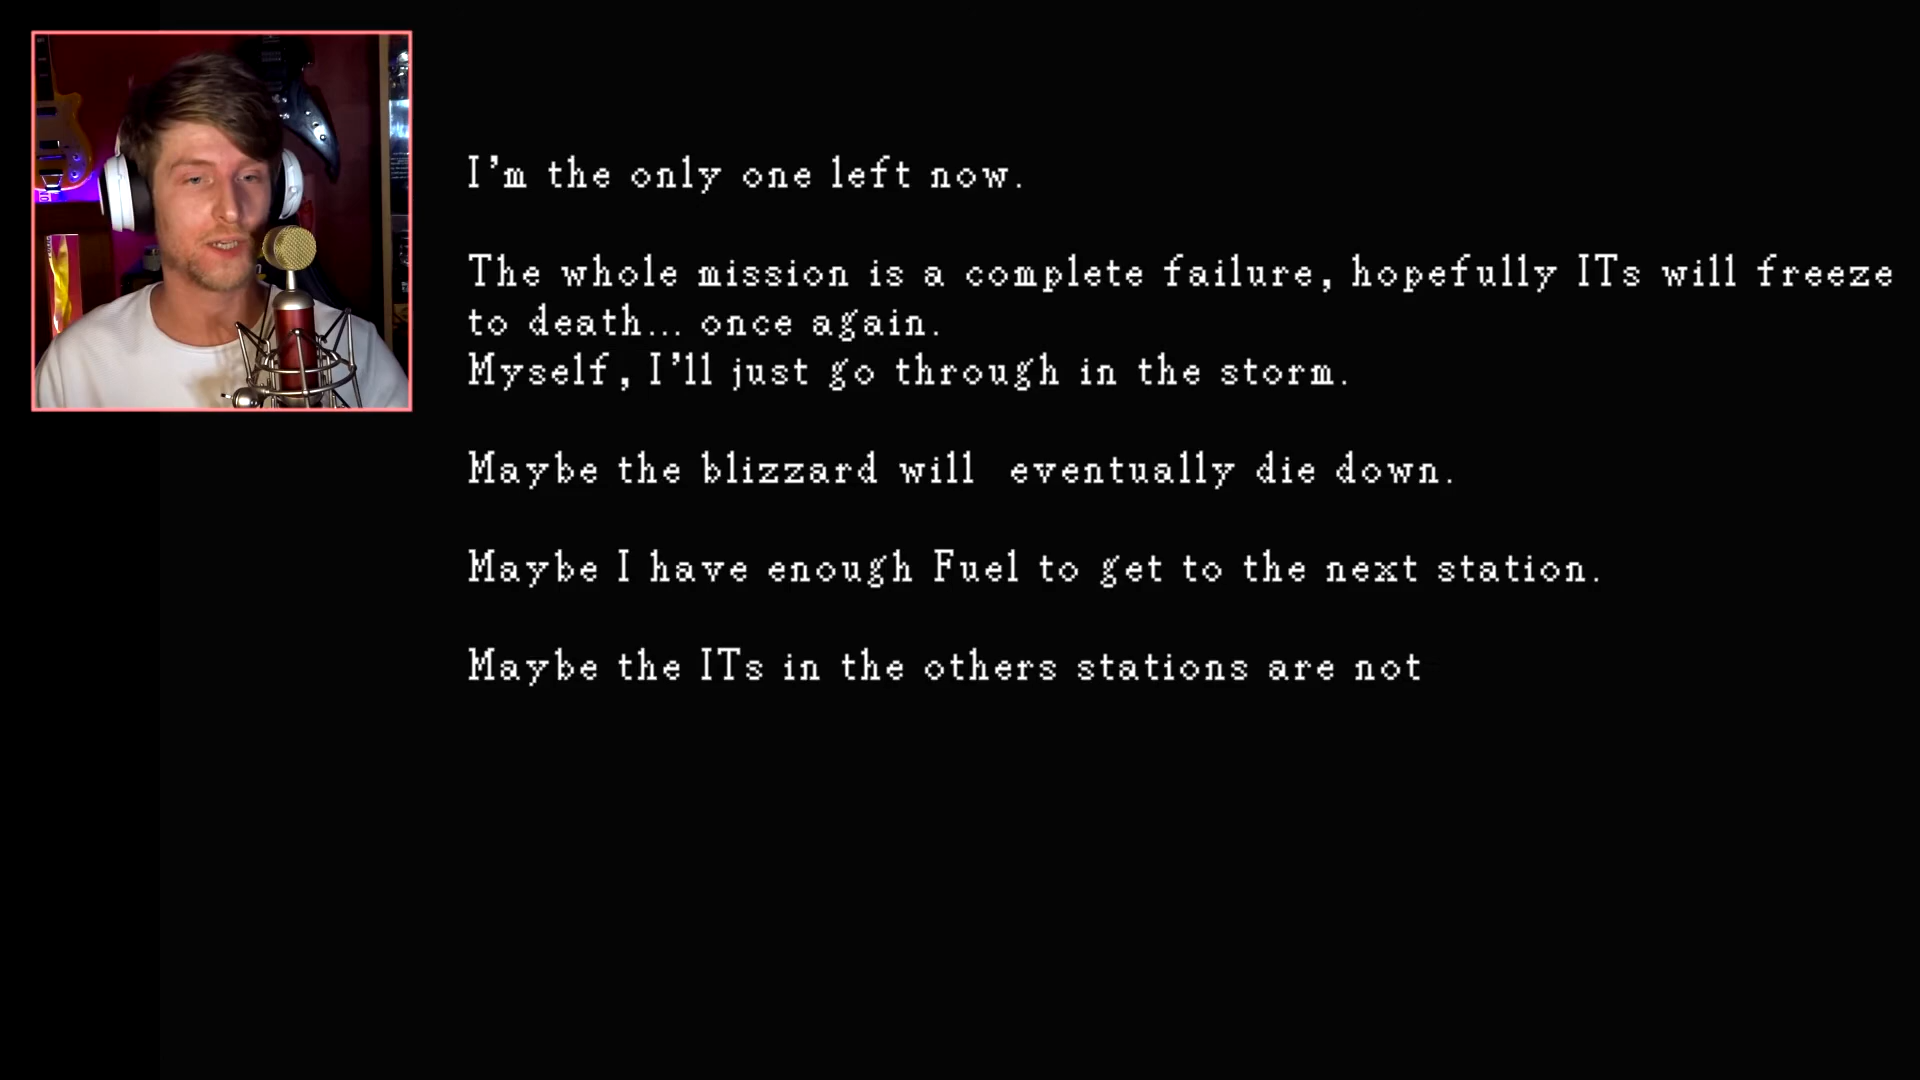 I'm the only one left now.
The whole mission is a complete failure, hopefully ITs will freeze
to death... once again.
Myself, I'll just go through in the storm.
Maybe the blizzard will  eventually die down.
Maybe I have enough Fuel to get to the next station.
Maybe the ITs in the others stations are not